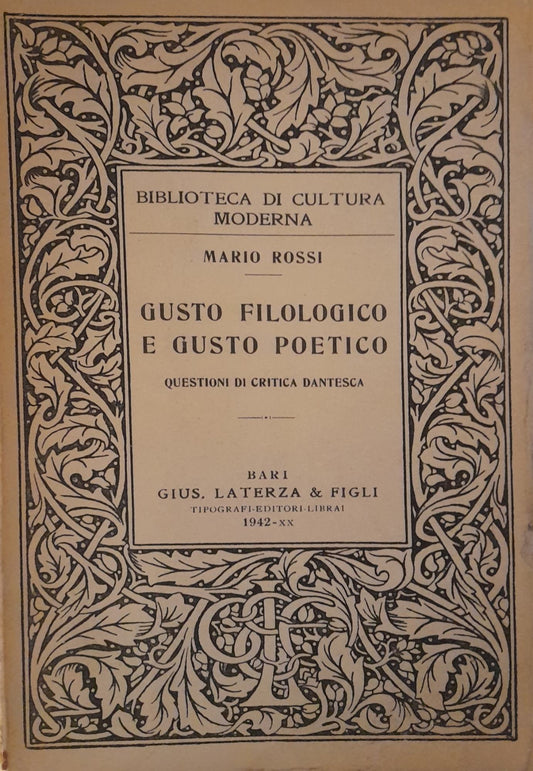 BIBLIOTECA DI CULTURA
MODERNA
MARIO ROSSI
GUSTO FILOLOGICO
E GUSTO POETICO
QUESTIONI DI CRITICA DANTESCA
BARI
GIUS. LATERZA & FIGLI
TIPOGRAFI-EDITORI-LIBRAI
1942-XX